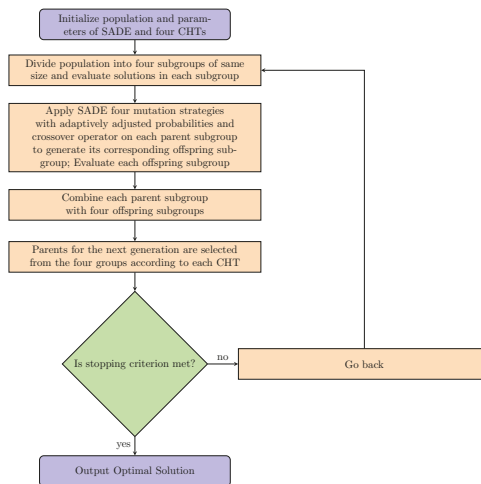 Initialize population and param-
eters of SADE and four CHTs
Divide population into four subgroups of same
size and evaluate solutions in each subgroup
Apply SADE four mutation strategies
with adaptively adjusted probabilities and
crossover operator on each parent subgroup
to generate its corresponding offspring sub-
group; Evaluate each offspring subgroup
Combine each parent subgroup
with four offspring subgroups
Parents for the next generation are selected
from the four groups according to each CHT
Is stopping criterion met?
no
Go back
yes
Output Optimal Solution